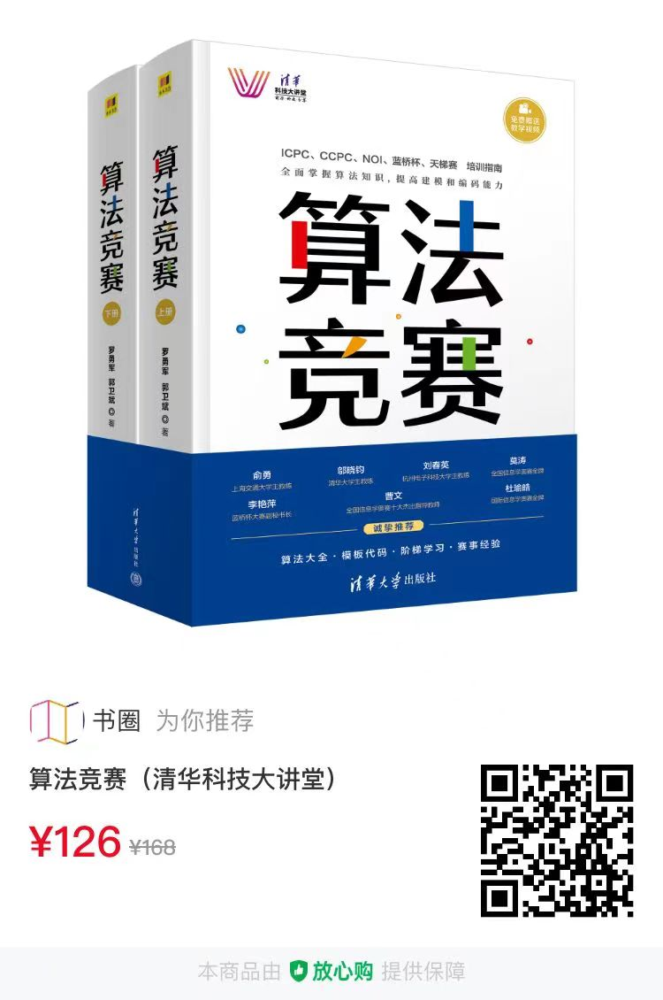 清华
科技大讲堂
免费赠送
教学视频
ICPC、CCPC、NOI、蓝桥杯、天梯赛 培训指南
全面掌握算法知识，提高建模和编码能力
算法
竞赛
俞勇
上海交通大学主教练
邬晓钧
清华大学主教练
刘春英
杭州电子科技大学主教练
莫涛
全国信息学奥赛金牌
李艳萍
蓝桥杯大赛副秘书长
曹文
全国信息学奥赛十大杰出指导教师
杜瑜皓
国际信息学奥赛金牌
诚挚推荐
算法大全·模板代码·阶梯学习·赛事经验
清华大学出版社
算法竞赛
下册
罗勇军 郭卫斌 ◎ 著
清华大学出版社
算法竞赛
上册
罗勇军 郭卫斌 ◎ 著
书圈 为你推荐
算法竞赛（清华科技大讲堂）
¥126 ¥168
本商品由 放心购 提供保障